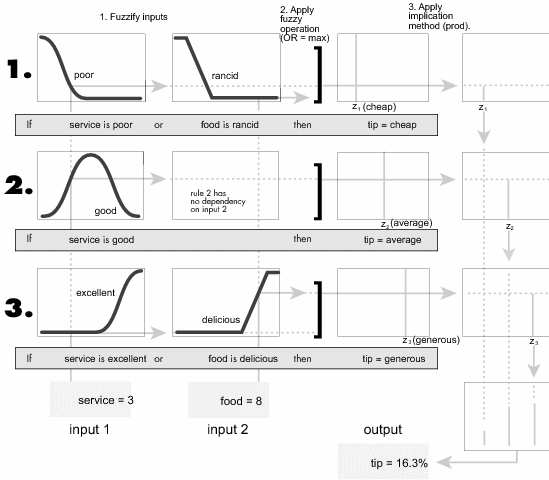 1. Fuzzify inputs
2. Apply
fuzzy
operation
(OR = max)
3. Apply
implication
method (prod).
1.
poor
rancid
z1 (cheap)
z1
If service is poor or food is rancid then tip = cheap
2.
good
rule 2 has
no dependency
on input 2
z2 (average)
z2
If service is good then tip = average
3.
excellent
delicious
z3 (generous)
z3
If service is excellent or food is delicious then tip = generous
service = 3
food = 8
input 1
input 2
output
tip = 16.3%